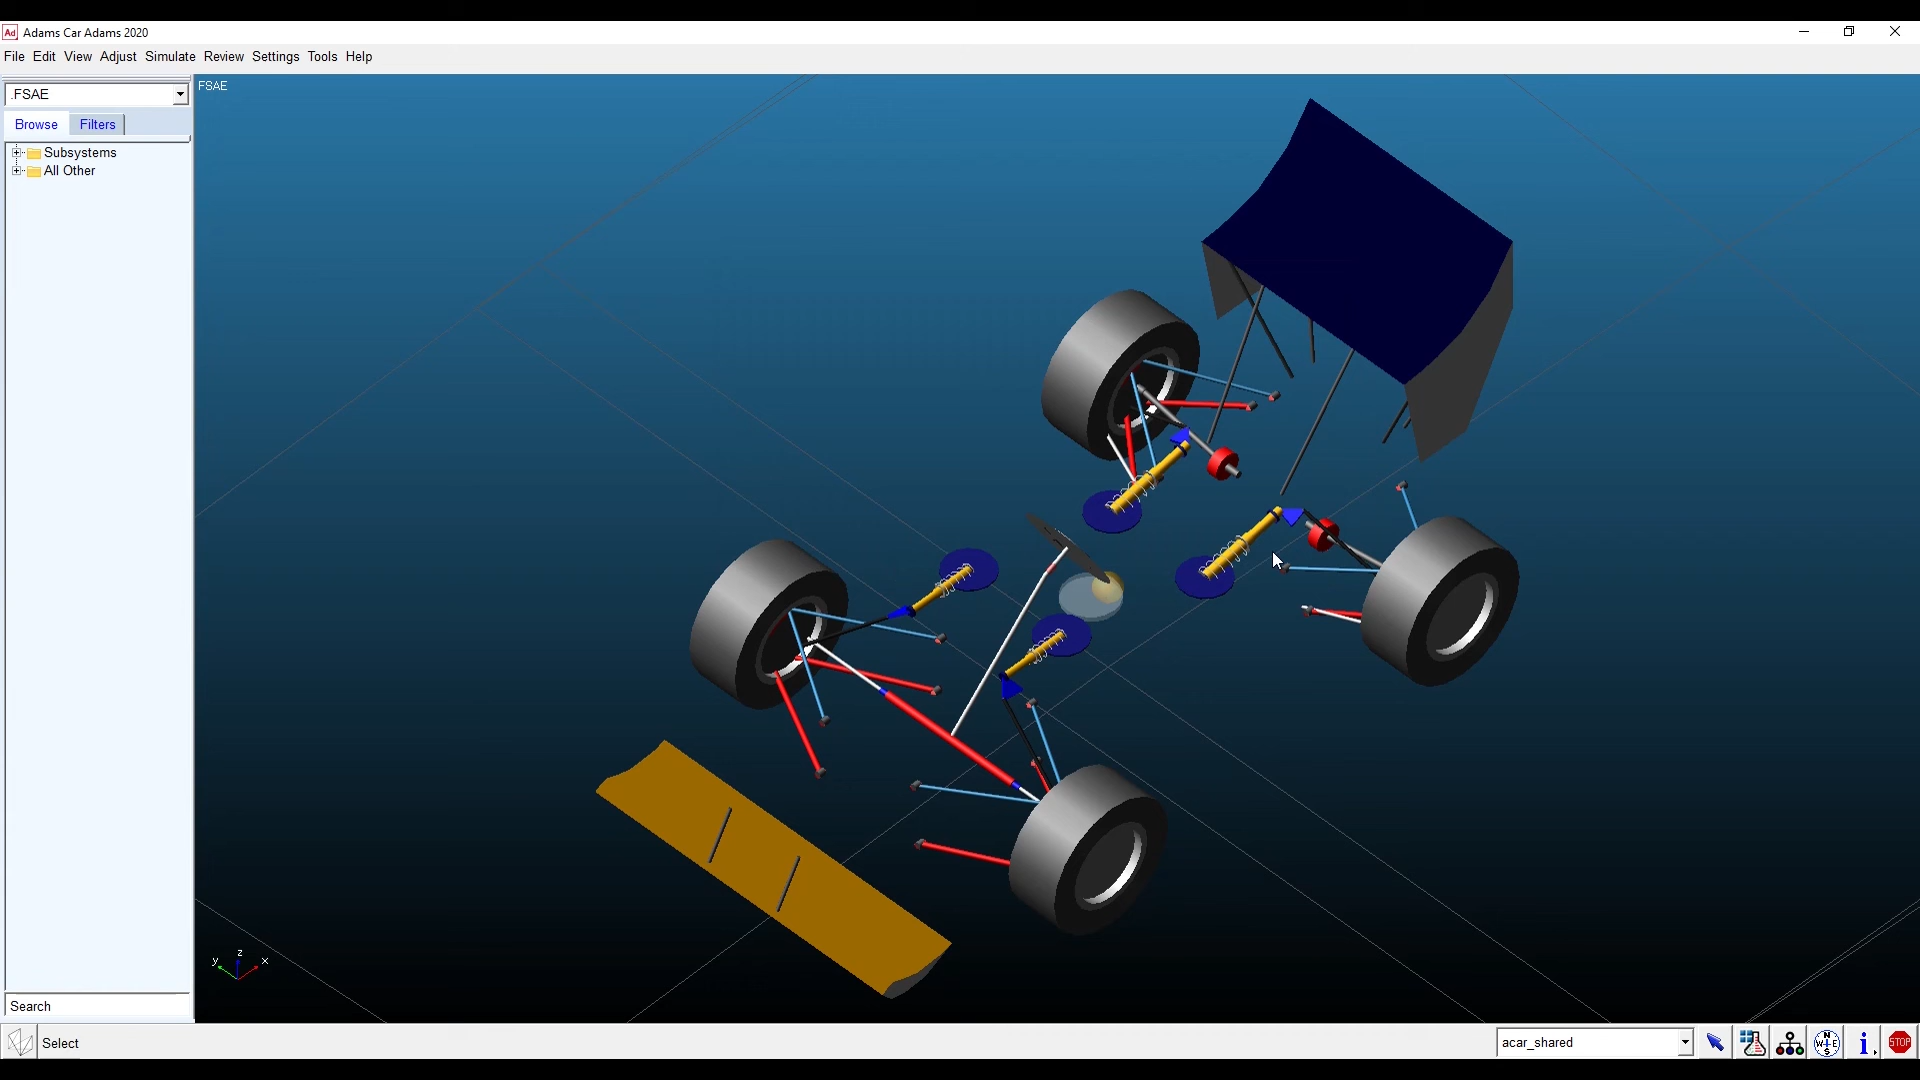 Ad Adams Car Adams 2020
File Edit View Adjust Simulate Review Settings Tools Help
.FSAE
FSAE
Browse Filters
Subsystems
All Other
z
y x
Search
Select
acar_shared
N
W E
S
i
STOP